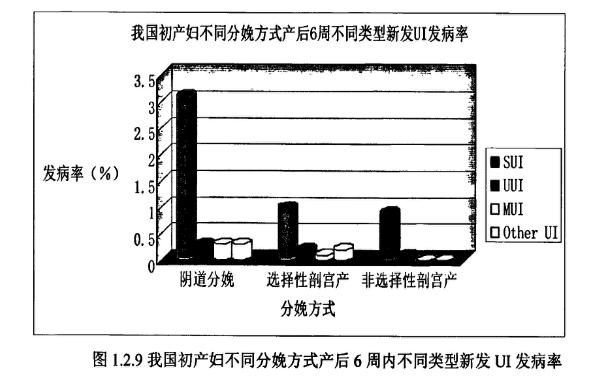 我国初产妇不同分娩方式产后6周不同类型新发UI发病率
3.5
3
2.5
2
1.5
1
0.5
0
发病率(%)
SUI
UUI
MUI
Other UI
阴道分娩 选择性剖宫产 非选择性剖宫产
分娩方式
图 1.2.9 我国初产妇不同分娩方式产后 6 周内不同类型新发 UI 发病率